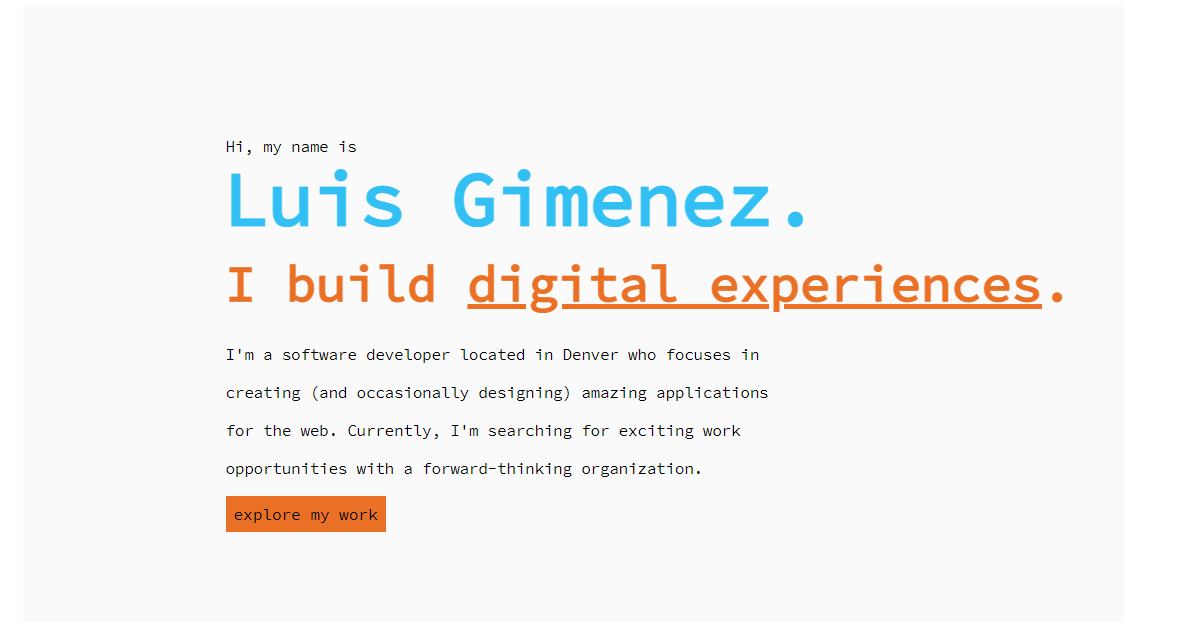 Hi, my name is
Luis Gimenez.
I build digital experiences.
I'm a software developer located in Denver who focuses in
creating (and occasionally designing) amazing applications
for the web. Currently, I'm searching for exciting work
opportunities with a forward-thinking organization.
explore my work